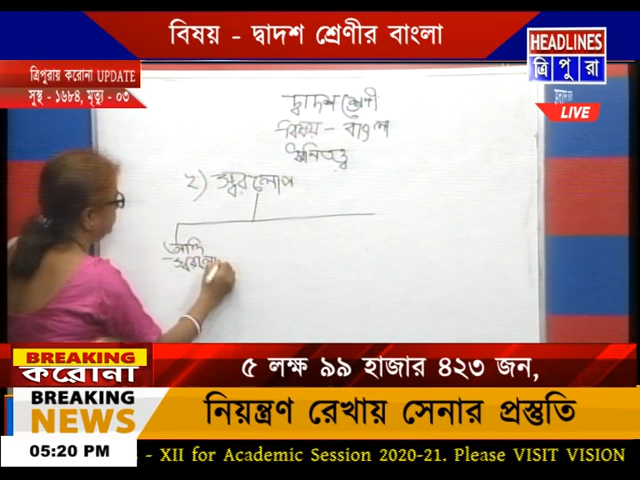 বিষয় - দ্বাদশ শ্রেণীর বাংলা
HEADLINES
ত্রিপুরা
LIVE
ত্রিপুরায় করোনা UPDATE
সুস্থ - ১৬৮৪, মৃত্যু - ০৩
দ্বাদশ শ্রেণী
বিষয় - বাংলা
ধ্বনিতত্ত্ব
২) স্বরলোপ
আদি
স্বরলো
BREAKING
করোনা
৫ লক্ষ ৯৯ হাজার ৪২৩ জন,
BREAKING
NEWS
নিয়ন্ত্রণ রেখায় সেনার প্রস্তুতি
05:20 PM
- XII for Academic Session 2020-21. Please VISIT VISION